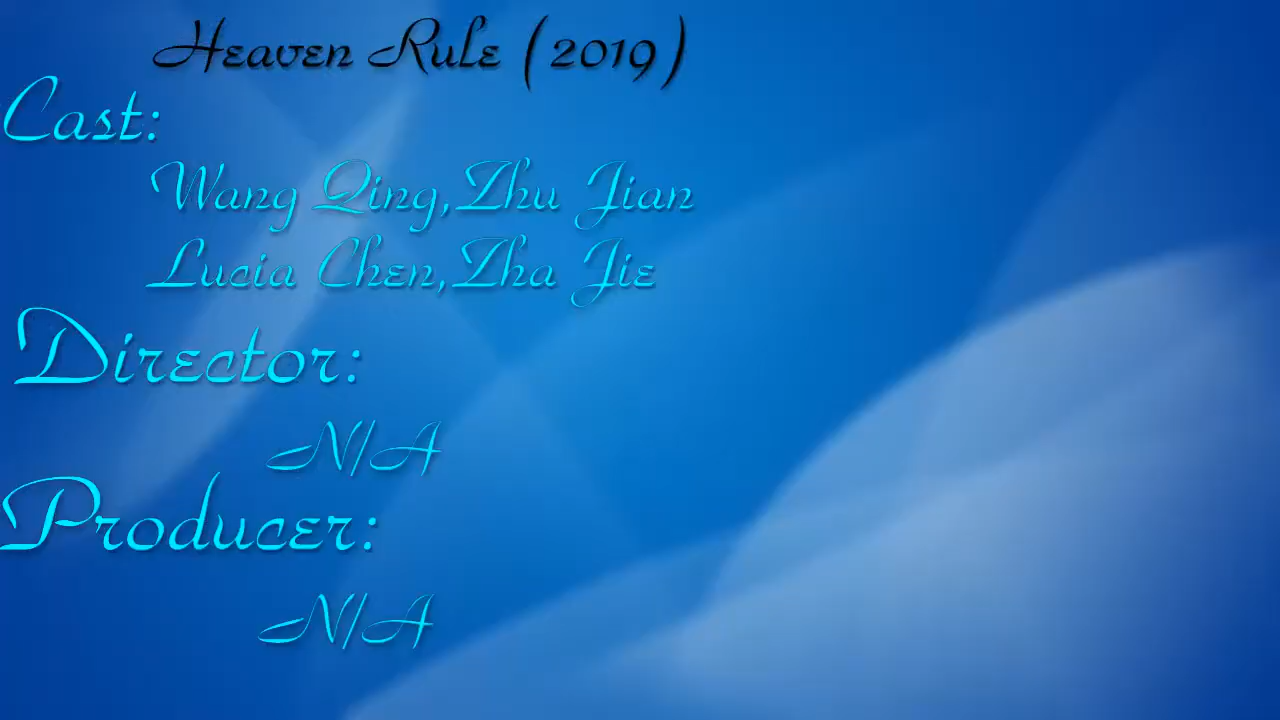 Heaven Rule (2019)
Cast:
Wang Qing,Zhu Jian
Lucia Chen,Zha Jie
Director:
N/A
Producer:
N/A